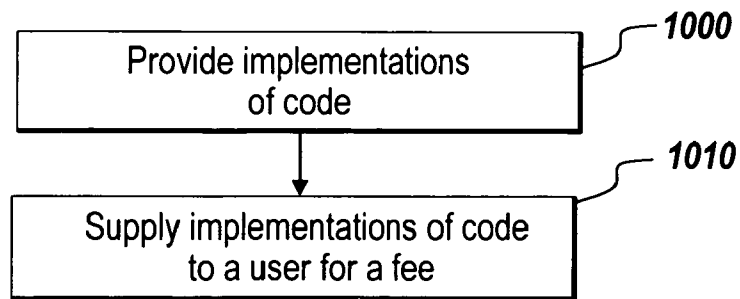 1000
Provide implementations
of code
1010
Supply implementations of code
to a user for a fee